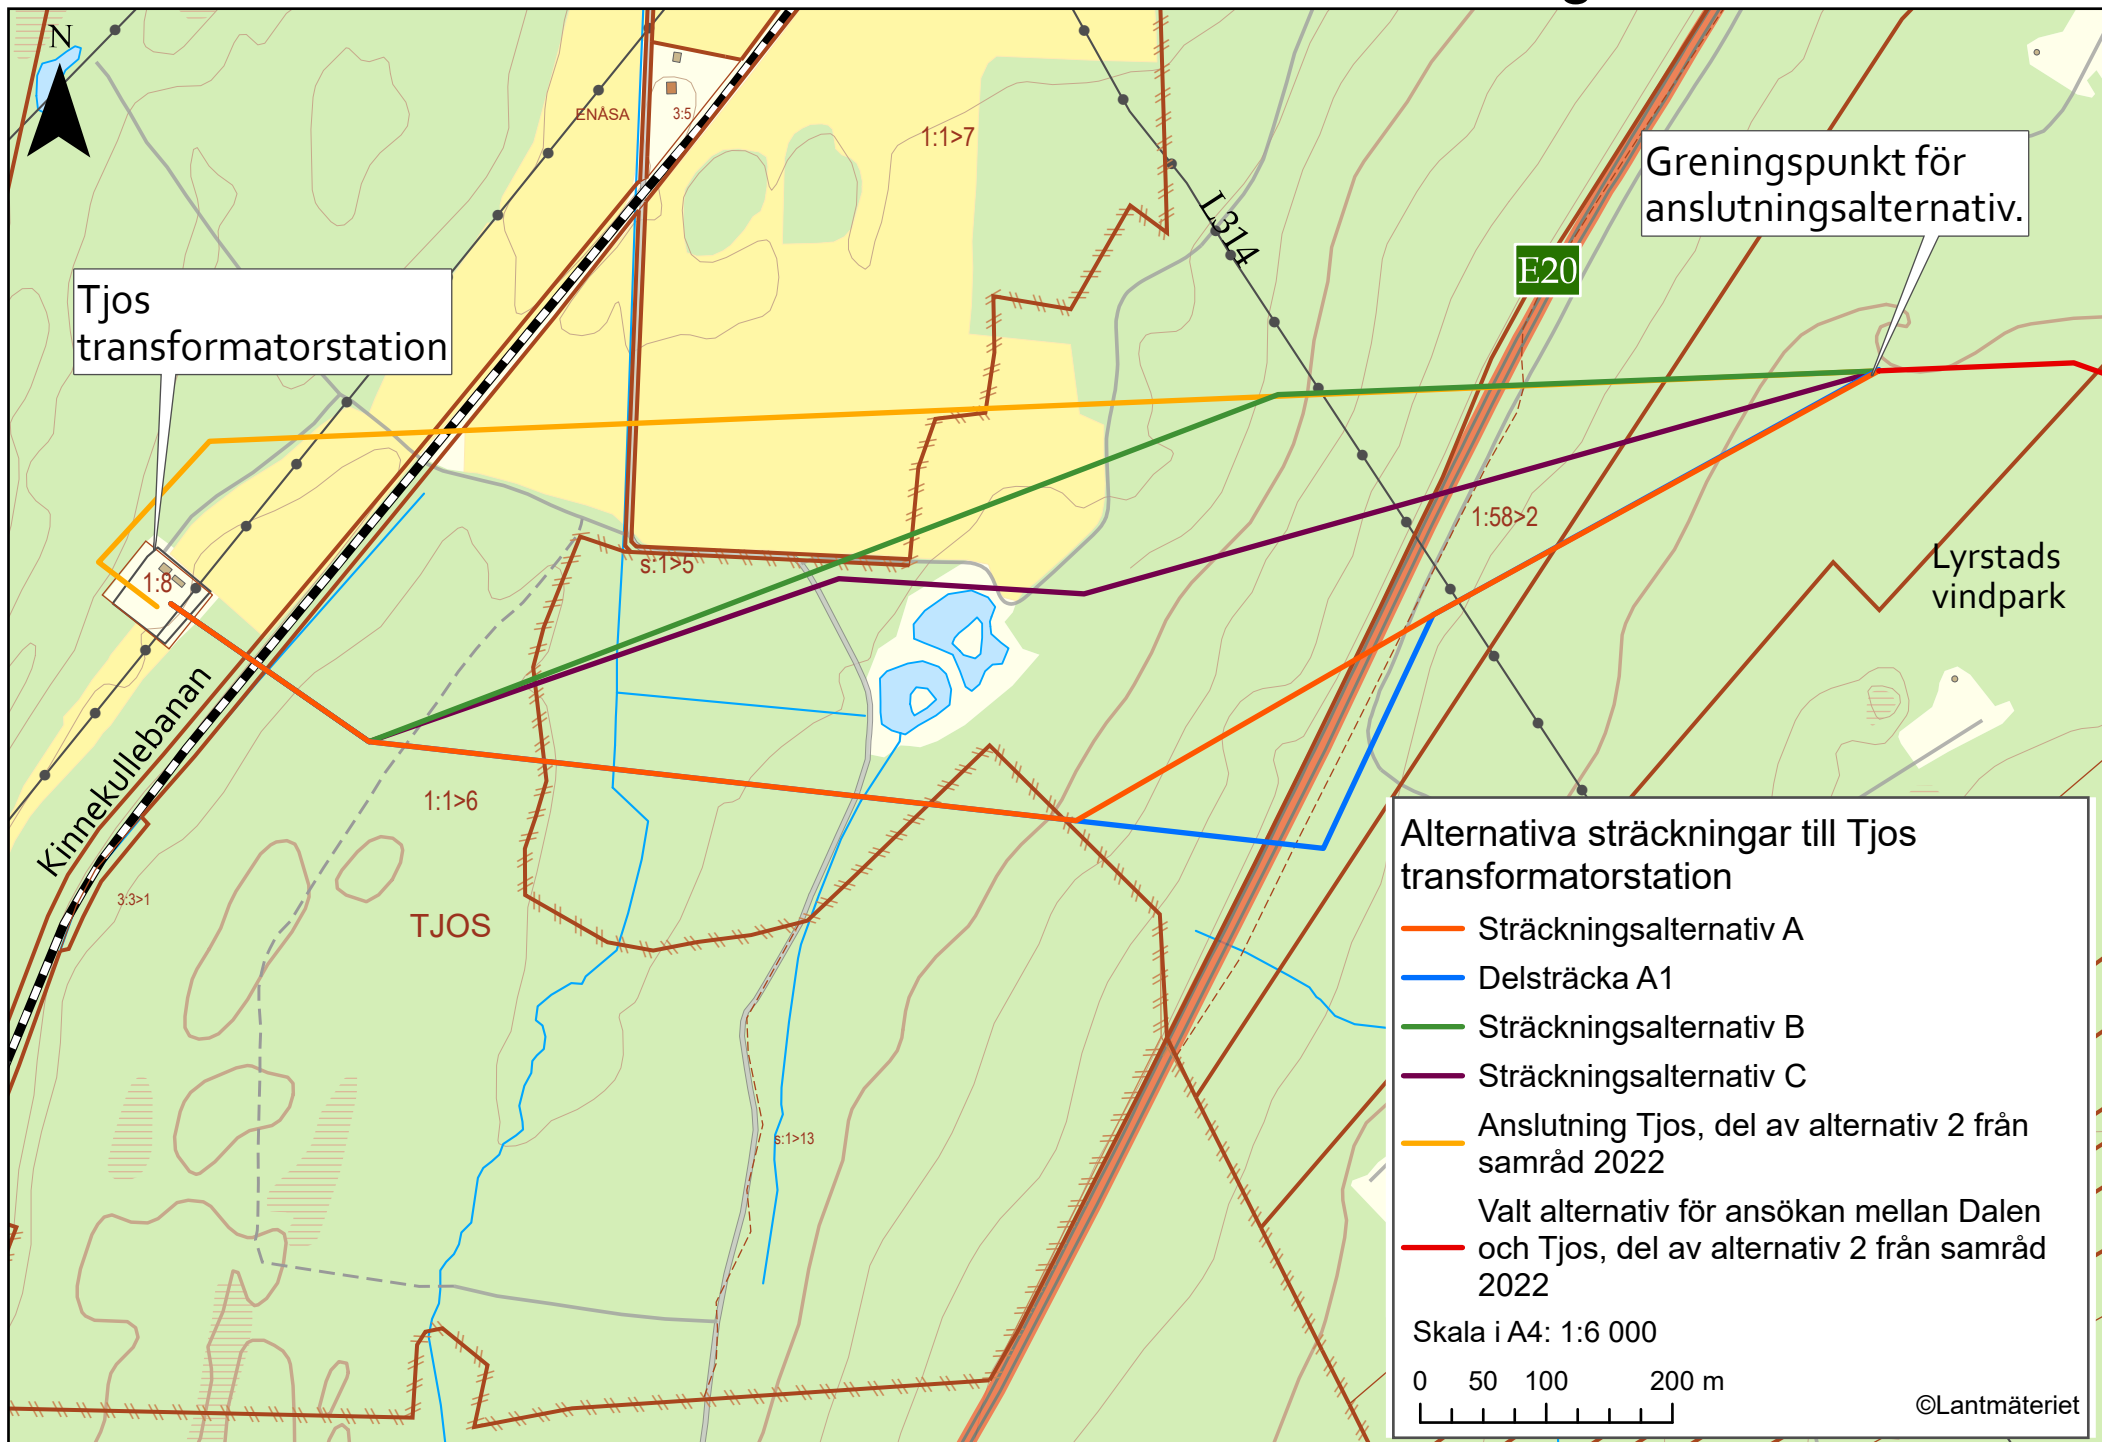 N
ENÅSA
3:5
1:1>7
L314
E20
Greningspunkt för
anslutningsalternativ.
Tjos
transformatorstation
1:8
s:1>5
1:58>2
Lyrstads
vindpark
Kinnekullebanan
1:1>6
3:3>1
TJOS
s:1>13
Alternativa sträckningar till Tjos
transformatorstation
Sträckningsalternativ A
Delsträcka A1
Sträckningsalternativ B
Sträckningsalternativ C
Anslutning Tjos, del av alternativ 2 från
samråd 2022
Valt alternativ för ansökan mellan Dalen
och Tjos, del av alternativ 2 från samråd
2022
Skala i A4: 1:6 000
0 50 100 200 m
©Lantmäteriet